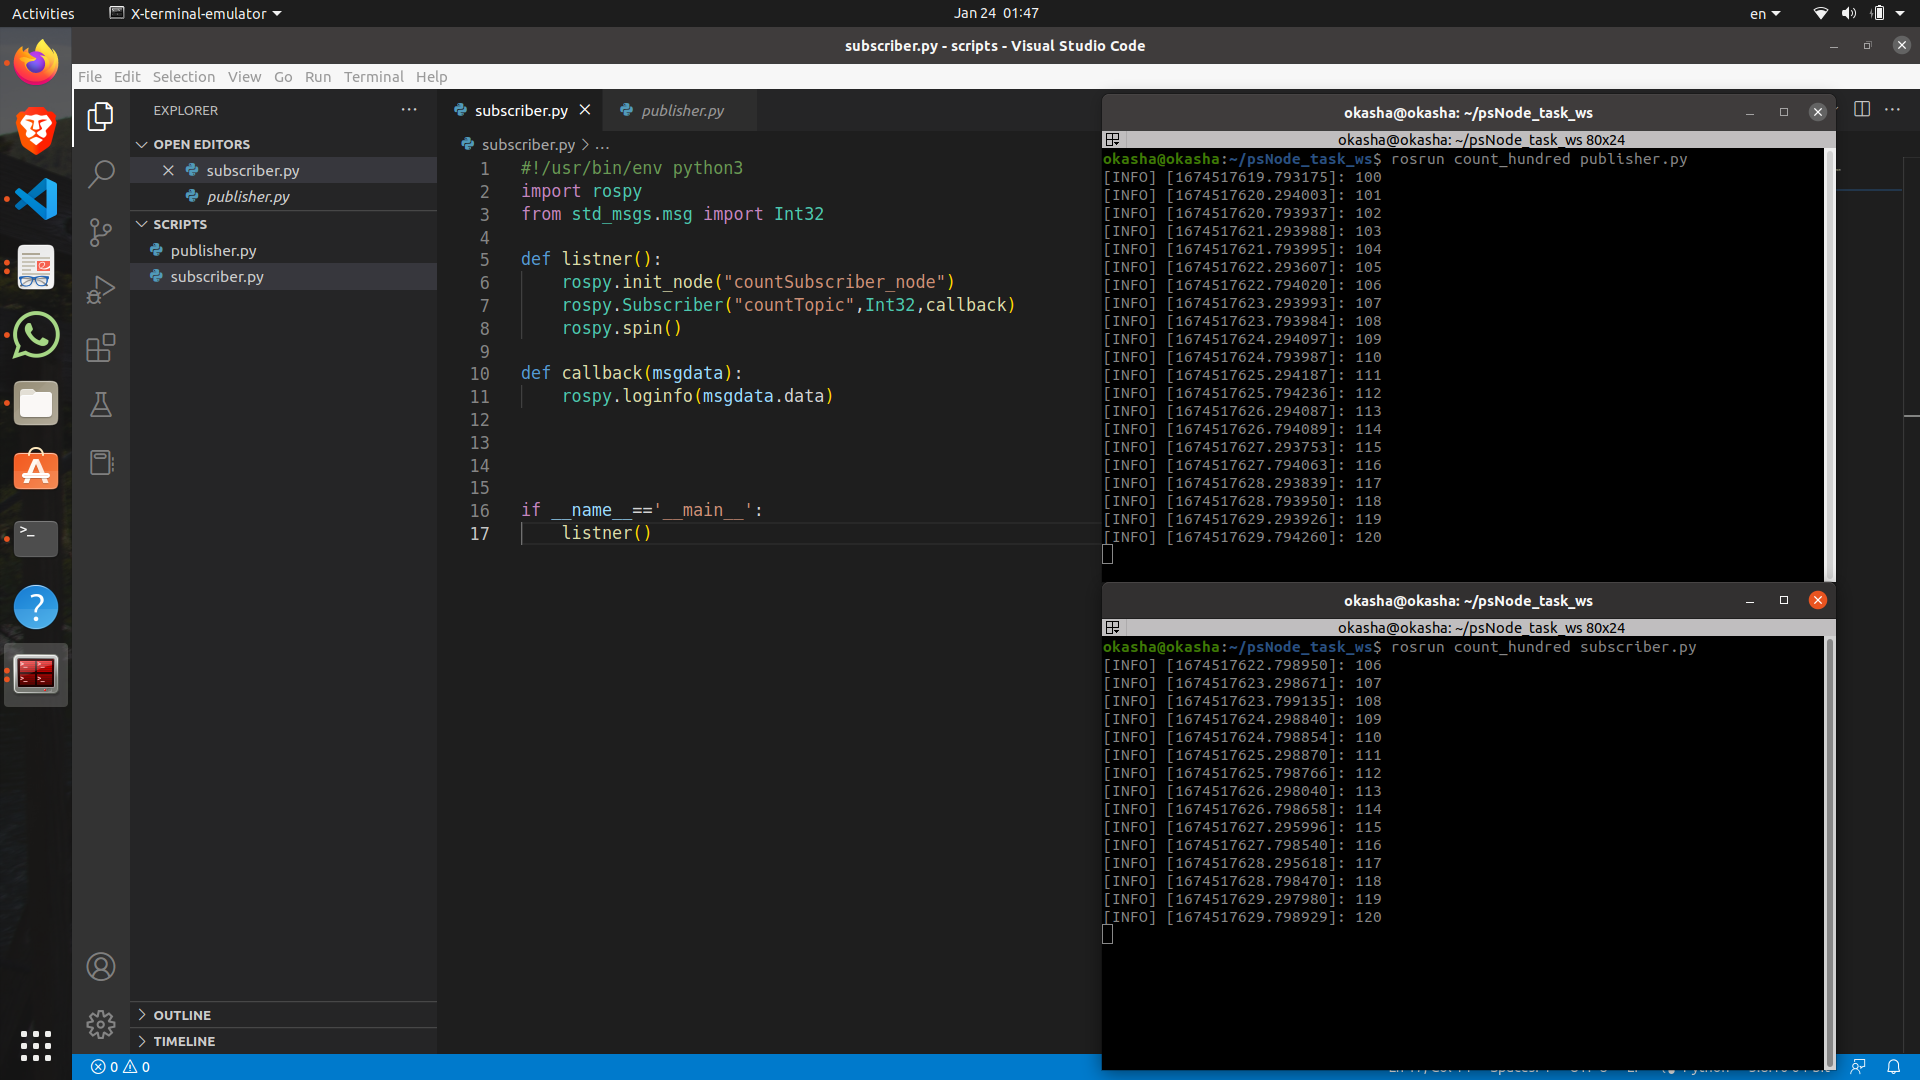 Activities
X-terminal-emulator
Jan 24 01:47
en
subscriber.py - scripts - Visual Studio Code
File Edit Selection View Go Run Terminal Help
EXPLORER
OPEN EDITORS
subscriber.py
publisher.py
SCRIPTS
publisher.py
subscriber.py
OUTLINE
TIMELINE
0 0
subscriber.py
publisher.py
subscriber.py > ...
1 #!/usr/bin/env python3
2 import rospy
3 from std_msgs.msg import Int32
4
5 def listner():
6 rospy.init_node("countSubscriber_node")
7 rospy.Subscriber("countTopic",Int32,callback)
8 rospy.spin()
9
10 def callback(msgdata):
11 rospy.loginfo(msgdata.data)
12
13
14
15
16 if __name__=='__main__':
17 listner()
okasha@okasha: ~/psNode_task_ws
okasha@okasha: ~/psNode_task_ws 80x24
okasha@okasha:~/psNode_task_ws$ rosrun count_hundred publisher.py
[INFO] [1674517619.793175]: 100
[INFO] [1674517620.294003]: 101
[INFO] [1674517620.793937]: 102
[INFO] [1674517621.293988]: 103
[INFO] [1674517621.793995]: 104
[INFO] [1674517622.293607]: 105
[INFO] [1674517622.794020]: 106
[INFO] [1674517623.293993]: 107
[INFO] [1674517623.793984]: 108
[INFO] [1674517624.294097]: 109
[INFO] [1674517624.793987]: 110
[INFO] [1674517625.294187]: 111
[INFO] [1674517625.794236]: 112
[INFO] [1674517626.294087]: 113
[INFO] [1674517626.794089]: 114
[INFO] [1674517627.293753]: 115
[INFO] [1674517627.794063]: 116
[INFO] [1674517628.293839]: 117
[INFO] [1674517628.793950]: 118
[INFO] [1674517629.293926]: 119
[INFO] [1674517629.794260]: 120
okasha@okasha: ~/psNode_task_ws
okasha@okasha: ~/psNode_task_ws 80x24
okasha@okasha:~/psNode_task_ws$ rosrun count_hundred subscriber.py
[INFO] [1674517622.798950]: 106
[INFO] [1674517623.298671]: 107
[INFO] [1674517623.799135]: 108
[INFO] [1674517624.298840]: 109
[INFO] [1674517624.798854]: 110
[INFO] [1674517625.298870]: 111
[INFO] [1674517625.798766]: 112
[INFO] [1674517626.298040]: 113
[INFO] [1674517626.798658]: 114
[INFO] [1674517627.295996]: 115
[INFO] [1674517627.798540]: 116
[INFO] [1674517628.295618]: 117
[INFO] [1674517628.798470]: 118
[INFO] [1674517629.297980]: 119
[INFO] [1674517629.798929]: 120